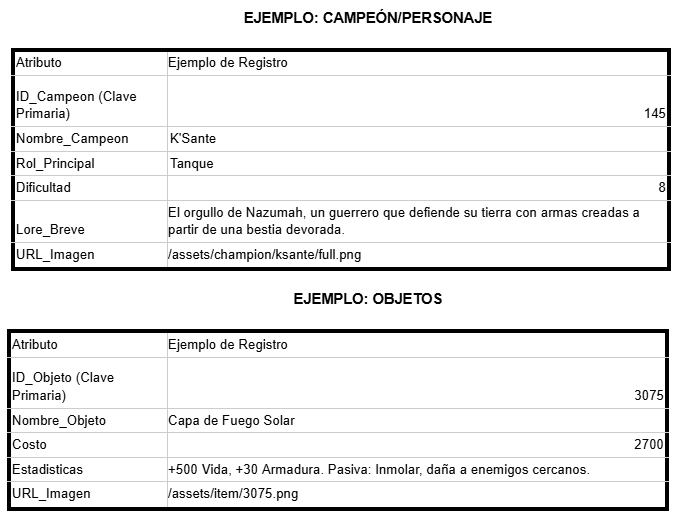 EJEMPLO: CAMPEÓN/PERSONAJE
Atributo Ejemplo de Registro
ID_Campeon (Clave
Primaria) 145
Nombre_Campeon K'Sante
Rol_Principal Tanque
Dificultad 8
El orgullo de Nazumah, un guerrero que defiende su tierra con armas creadas a
Lore_Breve partir de una bestia devorada.
URL_Imagen /assets/champion/ksante/full.png
EJEMPLO: OBJETOS
Atributo Ejemplo de Registro
ID_Objeto (Clave
Primaria) 3075
Nombre_Objeto Capa de Fuego Solar
Costo 2700
Estadisticas +500 Vida, +30 Armadura. Pasiva: Inmolar, daña a enemigos cercanos.
URL_Imagen /assets/item/3075.png